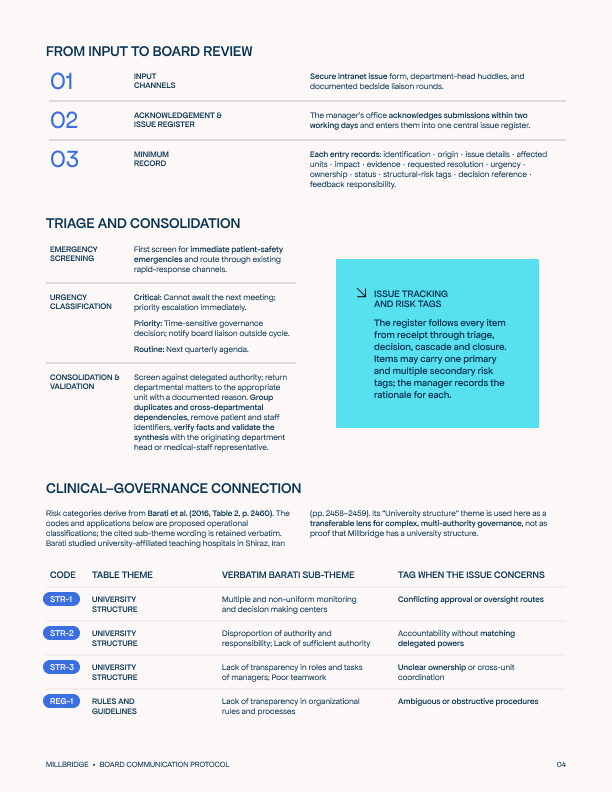 FROM INPUT TO BOARD REVIEW
01
INPUT
CHANNELS
Secure intranet issue form, department-head huddles, and
documented bedside liaison rounds.
02
ACKNOWLEDGEMENT &
ISSUE REGISTER
The manager's office acknowledges submissions within two
working days and enters them into one central issue register.
03
MINIMUM
RECORD
Each entry records: identification · origin · issue details · affected
units · impact · evidence · requested resolution · urgency ·
ownership · status · structural-risk tags · decision reference ·
feedback responsibility.
TRIAGE AND CONSOLIDATION
EMERGENCY
SCREENING
First screen for immediate patient-safety
emergencies and route through existing
rapid-response channels.
URGENCY
CLASSIFICATION
Critical: Cannot await the next meeting;
priority escalation immediately.
Priority: Time-sensitive governance
decision; notify board liaison outside cycle.
Routine: Next quarterly agenda.
CONSOLIDATION &
VALIDATION
Screen against delegated authority; return
departmental matters to the appropriate
unit with a documented reason. Group
duplicates and cross-departmental
dependencies, remove patient and staff
identifiers, verify facts and validate the
synthesis with the originating department
head or medical-staff representative.
ISSUE TRACKING
AND RISK TAGS
The register follows every item
from receipt through triage,
decision, cascade and closure.
Items may carry one primary
and multiple secondary risk
tags; the manager records the
rationale for each.
CLINICAL–GOVERNANCE CONNECTION
Risk categories derive from Barati et al. (2016, Table 2, p. 2460). The
codes and applications below are proposed operational
classifications; the cited sub-theme wording is retained verbatim.
Barati studied university-affiliated teaching hospitals in Shiraz, Iran
(pp. 2458–2459). Its "University structure" theme is used here as a
transferable lens for complex, multi-authority governance, not as
proof that Millbridge has a university structure.
CODE
TABLE THEME
VERBATIM BARATI SUB-THEME
TAG WHEN THE ISSUE CONCERNS
STR-1
UNIVERSITY
STRUCTURE
Multiple and non-uniform monitoring
and decision making centers
Conflicting approval or oversight routes
STR-2
UNIVERSITY
STRUCTURE
Disproportion of authority and
responsibility; Lack of sufficient authority
Accountability without matching
delegated powers
STR-3
UNIVERSITY
STRUCTURE
Lack of transparency in roles and tasks
of managers; Poor teamwork
Unclear ownership or cross-unit
coordination
REG-1
RULES AND
GUIDELINES
Lack of transparency in organizational
rules and processes
Ambiguous or obstructive procedures
MILLBRIDGE • BOARD COMMUNICATION PROTOCOL
04